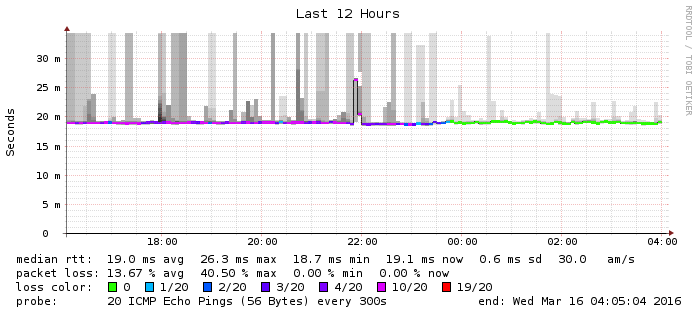 Last 12 Hours
RRDTOOL / TOBI OETIKER
Seconds
30 m
25 m
20 m
15 m
10 m
5 m
0
18:00 20:00 22:00 00:00 02:00 04:00
median rtt: 19.0 ms avg 26.3 ms max 18.7 ms min 19.1 ms now 0.6 ms sd 30.0 am/s
packet loss: 13.67 % avg 40.50 % max 0.00 % min 0.00 % now
loss color: 0 1/20 2/20 3/20 4/20 10/20 19/20
probe: 20 ICMP Echo Pings (56 Bytes) every 300s end: Wed Mar 16 04:05:04 2016